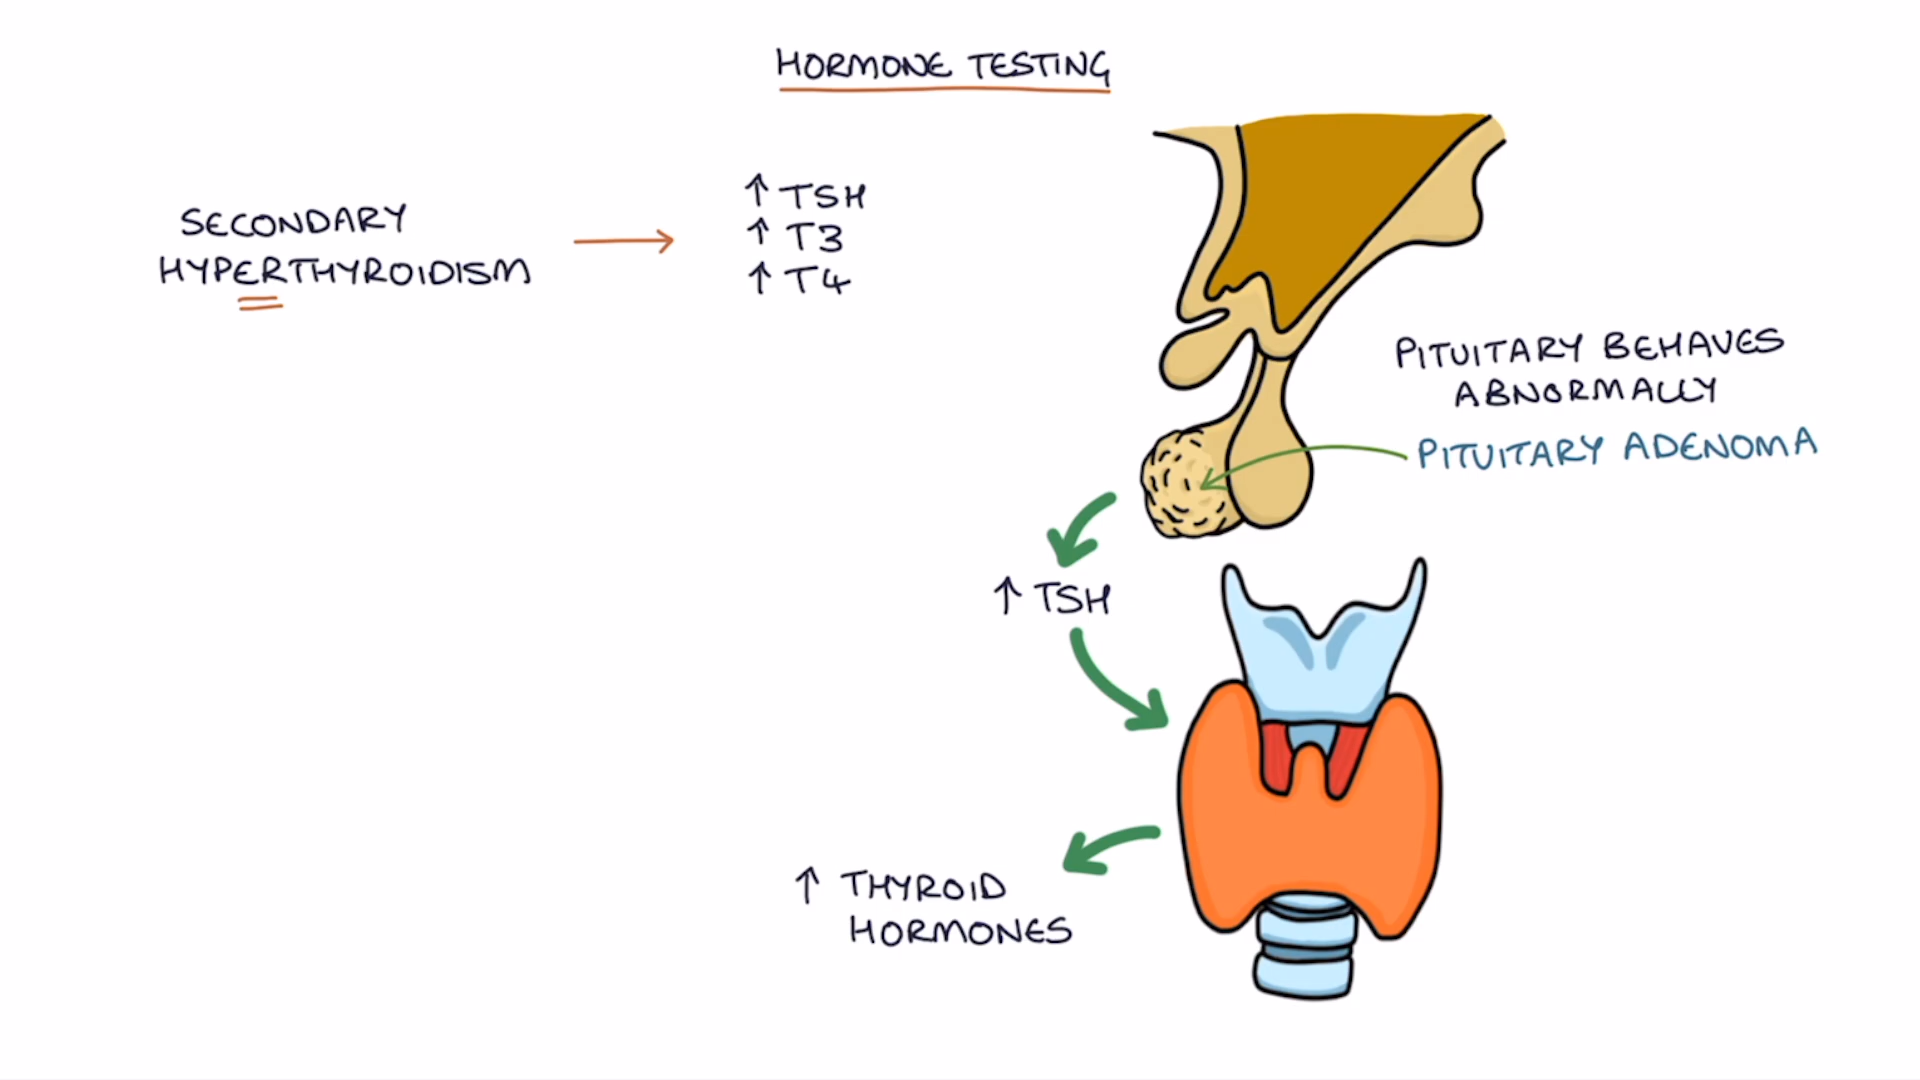 HORMONE TESTING
SECONDARY
HYPERTHYROIDISM
↑ TSH
↑ T3
↑ T4
PITUITARY BEHAVES
ABNORMALLY
PITUITARY ADENOMA
↑ TSH
↑ THYROID
HORMONES